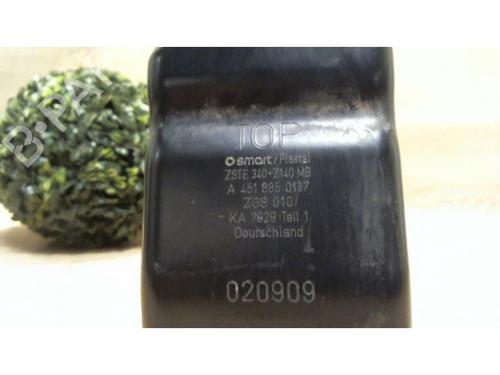 TOP
smart/Plastal
ZSTE 340+Z140 MB
A 451 885 0137
ZGS 010/
KA 7929 Teil 1
Deutschland
020909